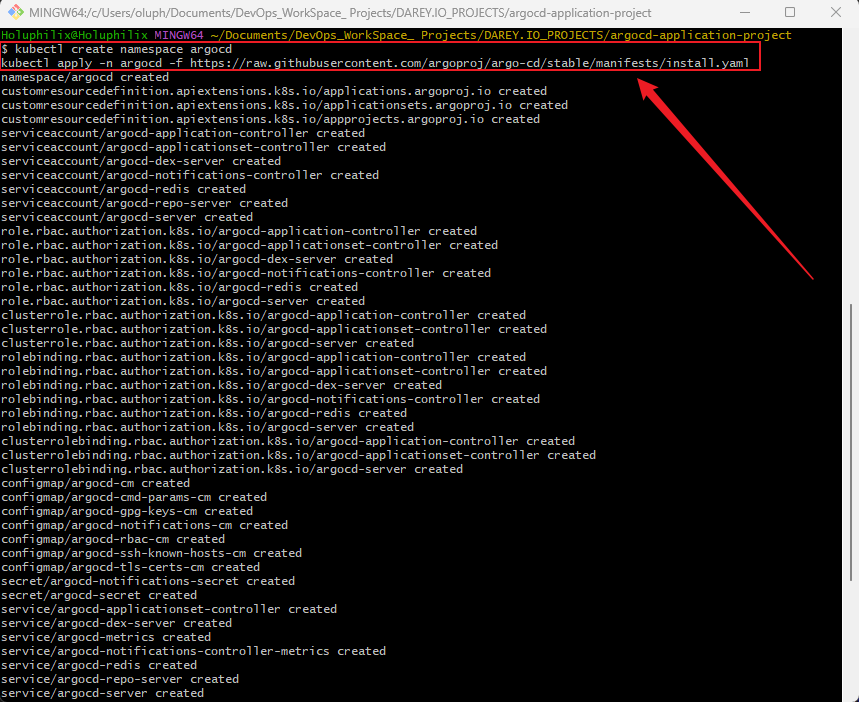 MINGW64:/c/Users/oluph/Documents/DevOps_WorkSpace_ Projects/DAREY.IO_PROJECTS/argocd-application-project
Holuphilix@Holuphilix MINGW64 ~/Documents/DevOps_WorkSpace_ Projects/DAREY.IO_PROJECTS/argocd-application-project
$ kubectl create namespace argocd
kubectl apply -n argocd -f https://raw.githubusercontent.com/argoproj/argo-cd/stable/manifests/install.yaml
namespace/argocd created
customresourcedefinition.apiextensions.k8s.io/applications.argoproj.io created
customresourcedefinition.apiextensions.k8s.io/applicationsets.argoproj.io created
customresourcedefinition.apiextensions.k8s.io/appprojects.argoproj.io created
serviceaccount/argocd-application-controller created
serviceaccount/argocd-applicationset-controller created
serviceaccount/argocd-dex-server created
serviceaccount/argocd-notifications-controller created
serviceaccount/argocd-redis created
serviceaccount/argocd-repo-server created
serviceaccount/argocd-server created
role.rbac.authorization.k8s.io/argocd-application-controller created
role.rbac.authorization.k8s.io/argocd-applicationset-controller created
role.rbac.authorization.k8s.io/argocd-dex-server created
role.rbac.authorization.k8s.io/argocd-notifications-controller created
role.rbac.authorization.k8s.io/argocd-redis created
role.rbac.authorization.k8s.io/argocd-server created
clusterrole.rbac.authorization.k8s.io/argocd-application-controller created
clusterrole.rbac.authorization.k8s.io/argocd-applicationset-controller created
clusterrole.rbac.authorization.k8s.io/argocd-server created
rolebinding.rbac.authorization.k8s.io/argocd-application-controller created
rolebinding.rbac.authorization.k8s.io/argocd-applicationset-controller created
rolebinding.rbac.authorization.k8s.io/argocd-dex-server created
rolebinding.rbac.authorization.k8s.io/argocd-notifications-controller created
rolebinding.rbac.authorization.k8s.io/argocd-redis created
rolebinding.rbac.authorization.k8s.io/argocd-server created
clusterrolebinding.rbac.authorization.k8s.io/argocd-application-controller created
clusterrolebinding.rbac.authorization.k8s.io/argocd-applicationset-controller created
clusterrolebinding.rbac.authorization.k8s.io/argocd-server created
configmap/argocd-cm created
configmap/argocd-cmd-params-cm created
configmap/argocd-gpg-keys-cm created
configmap/argocd-notifications-cm created
configmap/argocd-rbac-cm created
configmap/argocd-ssh-known-hosts-cm created
configmap/argocd-tls-certs-cm created
secret/argocd-notifications-secret created
secret/argocd-secret created
service/argocd-applicationset-controller created
service/argocd-dex-server created
service/argocd-metrics created
service/argocd-notifications-controller-metrics created
service/argocd-redis created
service/argocd-repo-server created
service/argocd-server created